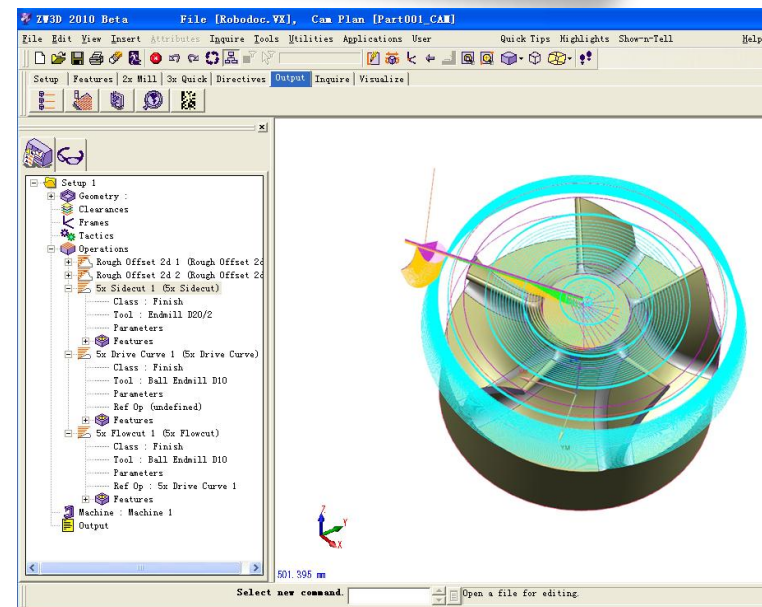 ZW3D 2010 Beta File [Robodoc.VX], Cam Plan [Part001_CAM]
File Edit View Insert Attributes Inquire Tools Utilities Applications User Quick Tips Highlights Show-n-Tell Help
Setup Features 2x Mill 3x Quick Directives Output Inquire Visualize
Setup 1
Geometry :
Clearances
Frames
Tactics
Operations
Rough Offset 2d 1 (Rough Offset 2d
Rough Offset 2d 2 (Rough Offset 2d
5x Sidecut 1 (5x Sidecut)
Class : Finish
Tool : Endmill D20/2
Parameters
Features
5x Drive Curve 1 (5x Drive Curve)
Class : Finish
Tool : Ball Endmill D10
Parameters
Ref Op (undefined)
Features
5x Flowcut 1 (5x Flowcut)
Class : Finish
Tool : Ball Endmill D10
Parameters
Ref Op : 5x Drive Curve 1
Features
Machine : Machine 1
Output
YM
Z
Y
X
501.395 mm
Select new command.
Open a file for editing.